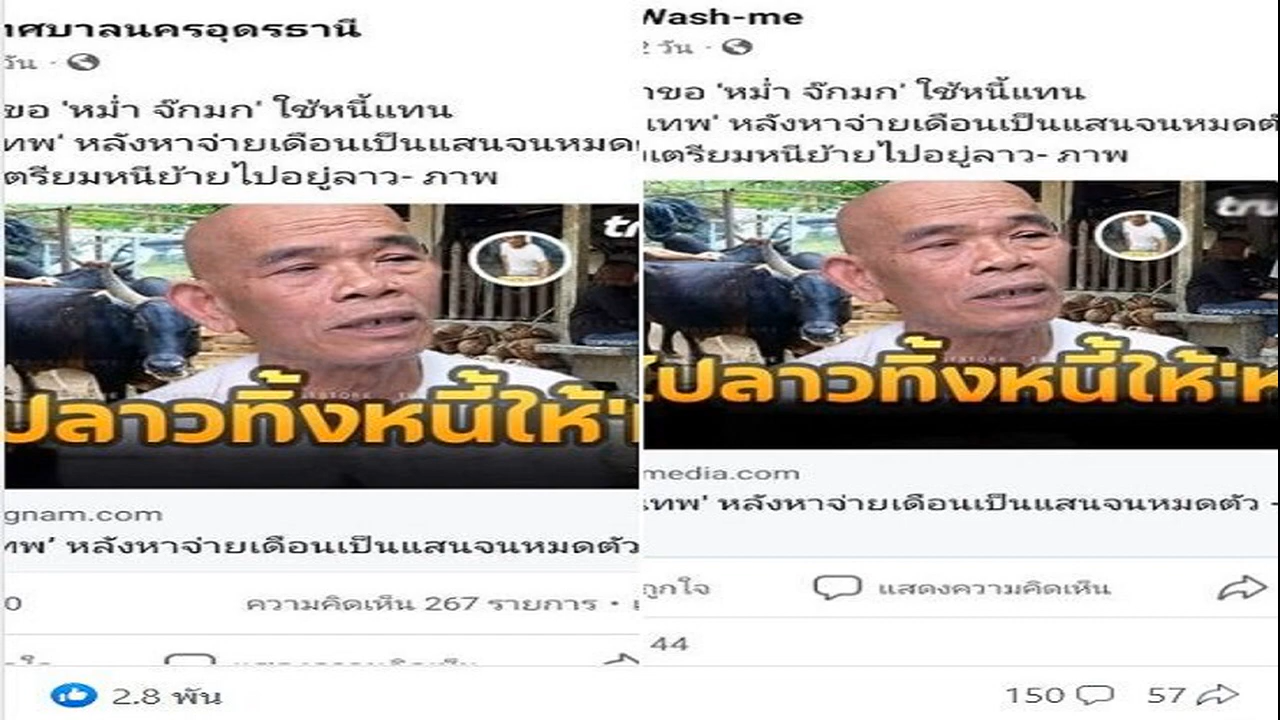 ทศบาลนครอุดรธานี
วัน
ขอ 'หม่ำ จ๊กมก' ใช้หนี้แทน
ทพ' หลังหาจ่ายเดือนเป็นแสนจนหมด
ตรียมหนีย้ายไปอยู่ลาว- ภาพ
ปลาวทิ้งหนี้ให้'
gnam.com
ทพ' หลังหาจ่ายเดือนเป็นแสนจนหมดตัว
0
ความคิดเห็น 267 รายการ •
2.8 พัน
Wash-me
2 วัน
าขอ 'หม่ำ จ๊กมก' ใช้หนี้แทน
เทพ' หลังหาจ่ายเดือนเป็นแสนจนหมดตั
เตรียมหนีย้ายไปอยู่ลาว- ภาพ
tru
ไปลาวทิ้งหนี้ให้'ห
media.com
เทพ' หลังหาจ่ายเดือนเป็นแสนจนหมดตัว -
ถูกใจ แสดงความคิดเห็น
44
150 57